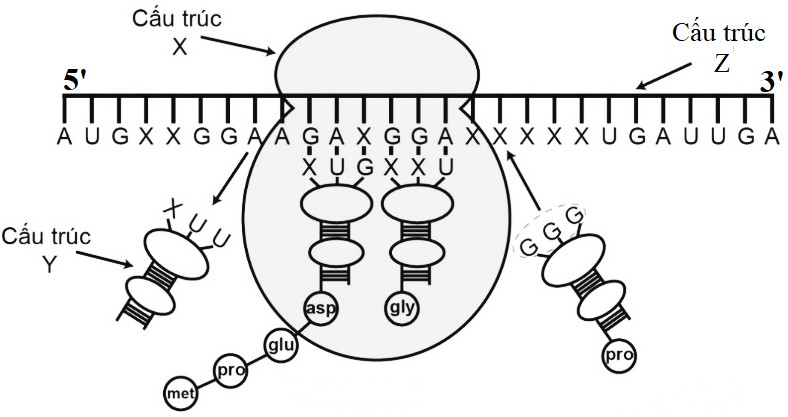 Cấu trúc
X
Cấu trúc
Z
5'
3'
A U G X X G G A A G A X G G A X X X X X U G A U U G A
X U G X X U
X U U
G G G
Cấu trúc
Y
asp
gly
glu
pro
met
pro